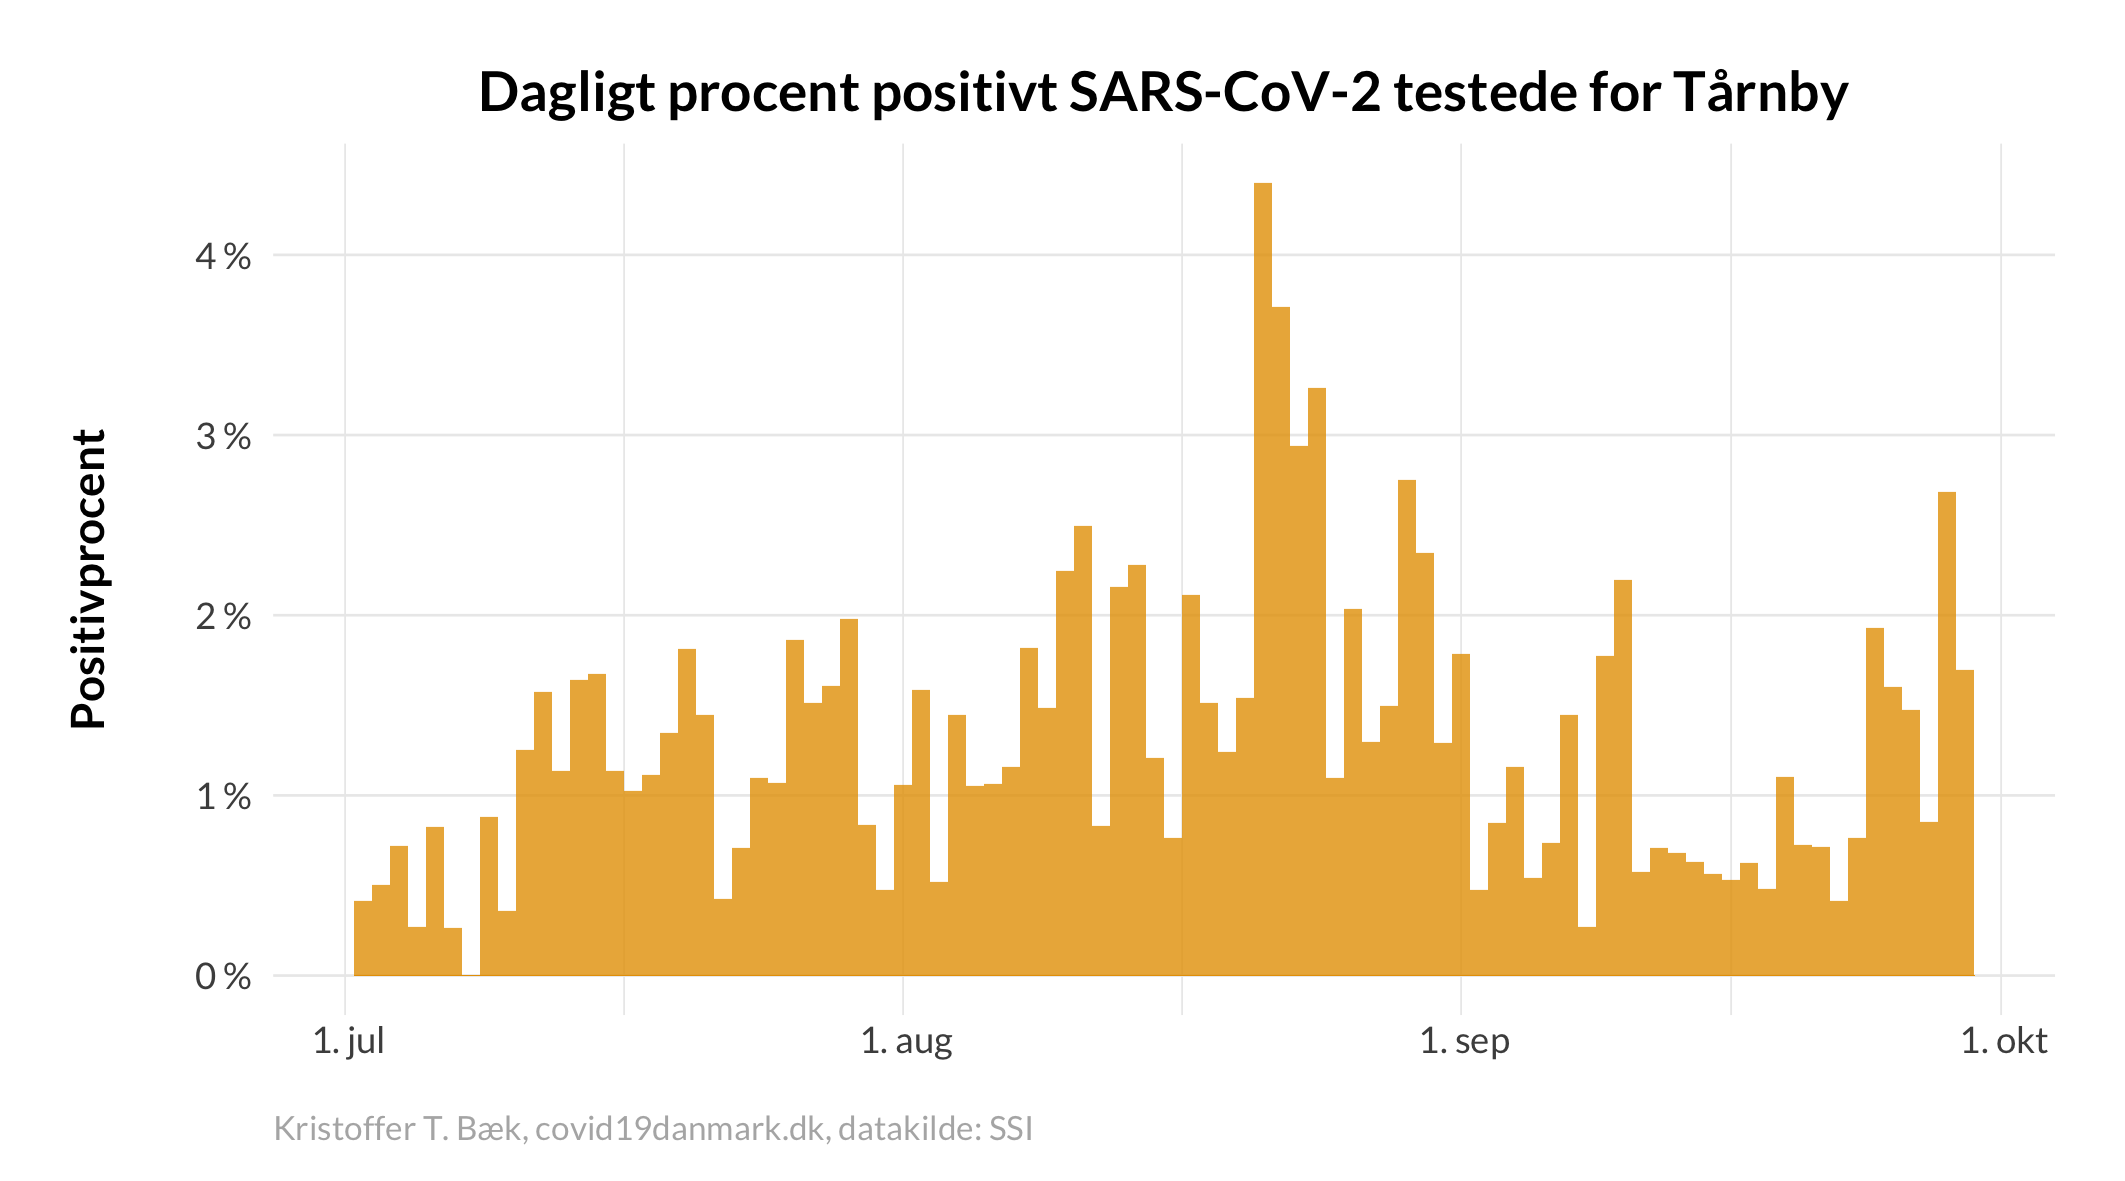 Dagligt procent positivt SARS-CoV-2 testede for Tårnby
Positivprocent
4 %
3 %
2 %
1 %
0 %
1. jul
1. aug
1. sep
1. okt
Kristoffer T. Bæk, covid19danmark.dk, datakilde: SSI